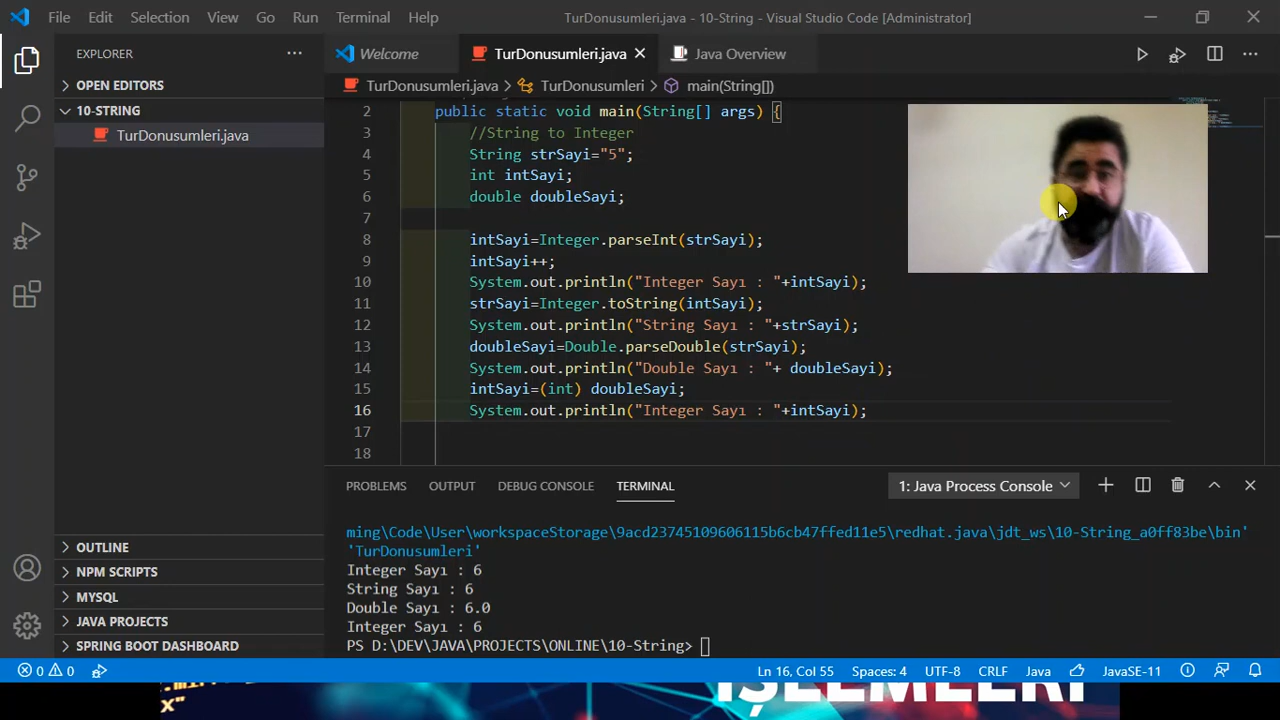 File Edit Selection View Go Run Terminal Help TurDonusumleri.java - 10-String - Visual Studio Code [Administrator]
EXPLORER
Welcome TurDonusumleri.java Java Overview
OPEN EDITORS
TurDonusumleri.java > TurDonusumleri > main(String[])
10-STRING
TurDonusumleri.java
2 public static void main(String[] args) {
3 //String to Integer
4 String strSayi="5";
5 int intSayi;
6 double doubleSayi;
7
8 intSayi=Integer.parseInt(strSayi);
9 intSayi++;
10 System.out.println("Integer Sayı : "+intSayi);
11 strSayi=Integer.toString(intSayi);
12 System.out.println("String Sayı : "+strSayi);
13 doubleSayi=Double.parseDouble(strSayi);
14 System.out.println("Double Sayı : "+ doubleSayi);
15 intSayi=(int) doubleSayi;
16 System.out.println("Integer Sayı : "+intSayi);
17
18
PROBLEMS OUTPUT DEBUG CONSOLE TERMINAL 1: Java Process Console
ming\Code\User\workspaceStorage\9acd23745109606115b6cb47ffed11e5\redhat.java\jdt_ws\10-String_a0ff83be\bin'
'TurDonusumleri'
Integer Sayı : 6
String Sayı : 6
Double Sayı : 6.0
Integer Sayı : 6
PS D:\DEV\JAVA\PROJECTS\ONLINE\10-String>
OUTLINE
NPM SCRIPTS
MYSQL
JAVA PROJECTS
SPRING BOOT DASHBOARD
0 0 Ln 16, Col 55 Spaces: 4 UTF-8 CRLF Java JavaSE-11
İŞLEMLERİ